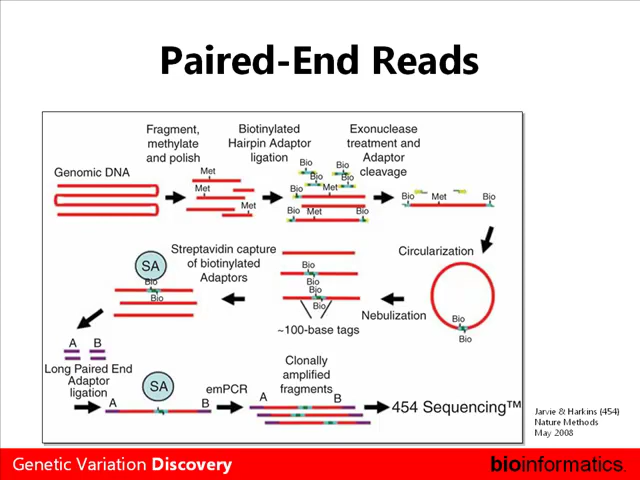 Paired-End Reads
Fragment,
methylate
and polish
Biotinylated
Hairpin Adaptor
ligation
Exonuclease
treatment and
Adaptor
cleavage
Genomic DNA
Met
Met
Met
Bio
Bio
Bio
Bio
Bio
Met
Bio
Met
Bio
Bio
Met
Bio
Circularization
Bio
Bio
Nebulization
Bio
Bio
Bio
Bio
~100-base tags
Streptavidin capture
of biotinylated
Adaptors
SA
Bio
Bio
A B
Long Paired End
Adaptor
ligation
A
SA
B
emPCR
Clonally
amplified
fragments
A
B
454 Sequencing™
Jarvie & Harkins (454)
Nature Methods
May 2008
Genetic Variation Discovery
bioinformatics.